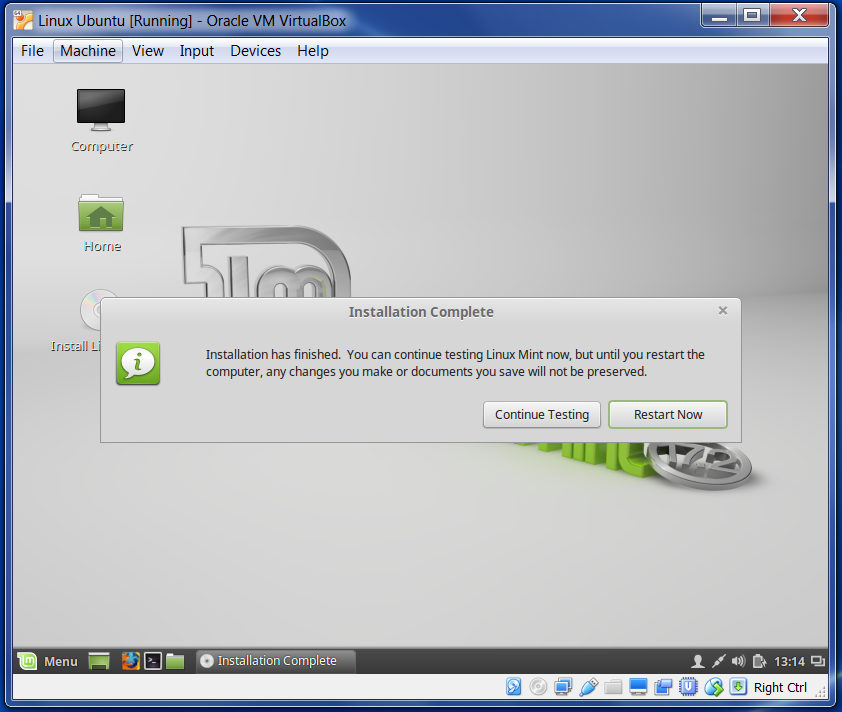 64
Linux Ubuntu [Running] - Oracle VM VirtualBox
File Machine View Input Devices Help
Computer
Home
Install Li
Installation Complete
Installation has finished. You can continue testing Linux Mint now, but until you restart the
computer, any changes you make or documents you save will not be preserved.
Continue Testing Restart Now
17.2
Menu Installation Complete 13:14
Right Ctrl